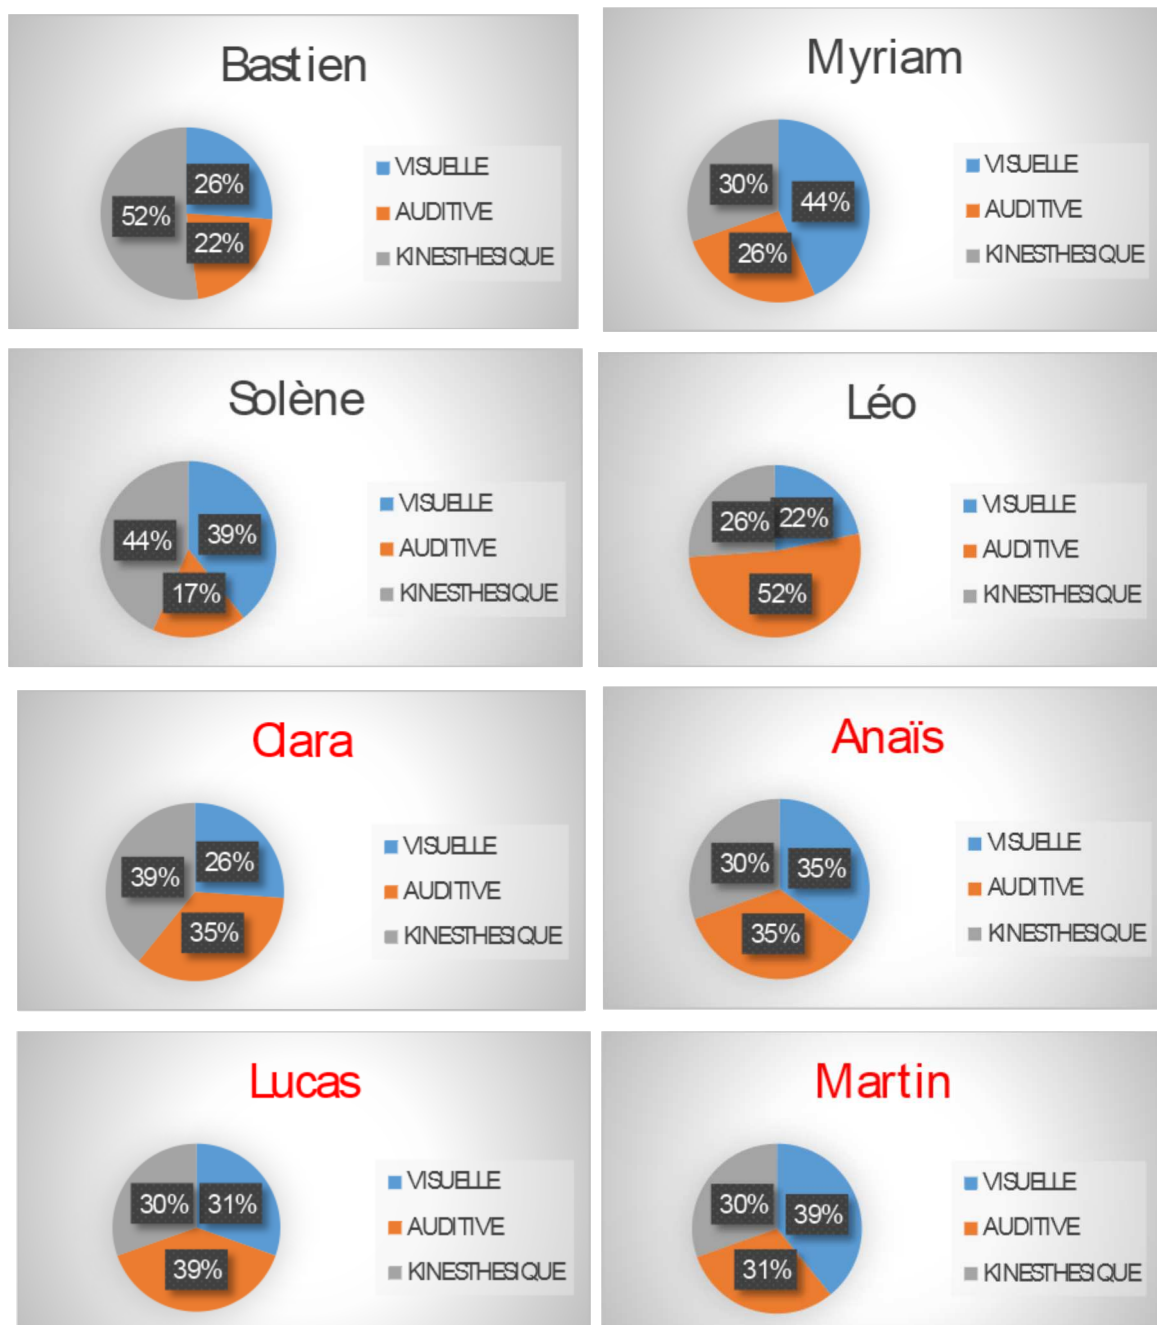 Bastien
VISUELLE
26%
52%
AUDITIVE
22%
KINESTHESIQUE
Myriam
VISUELLE
30%
44%
AUDITIVE
26%
KINESTHESIQUE
Solène
VISUELLE
44%
39%
AUDITIVE
17%
KINESTHESIQUE
Léo
VISUELLE
26%
22%
AUDITIVE
52%
KINESTHESIQUE
Clara
VISUELLE
26%
39%
AUDITIVE
35%
KINESTHESIQUE
Anaïs
VISUELLE
30%
35%
AUDITIVE
35%
KINESTHESIQUE
Lucas
VISUELLE
30%
31%
AUDITIVE
39%
KINESTHESIQUE
Martin
VISUELLE
30%
39%
AUDITIVE
31%
KINESTHESIQUE